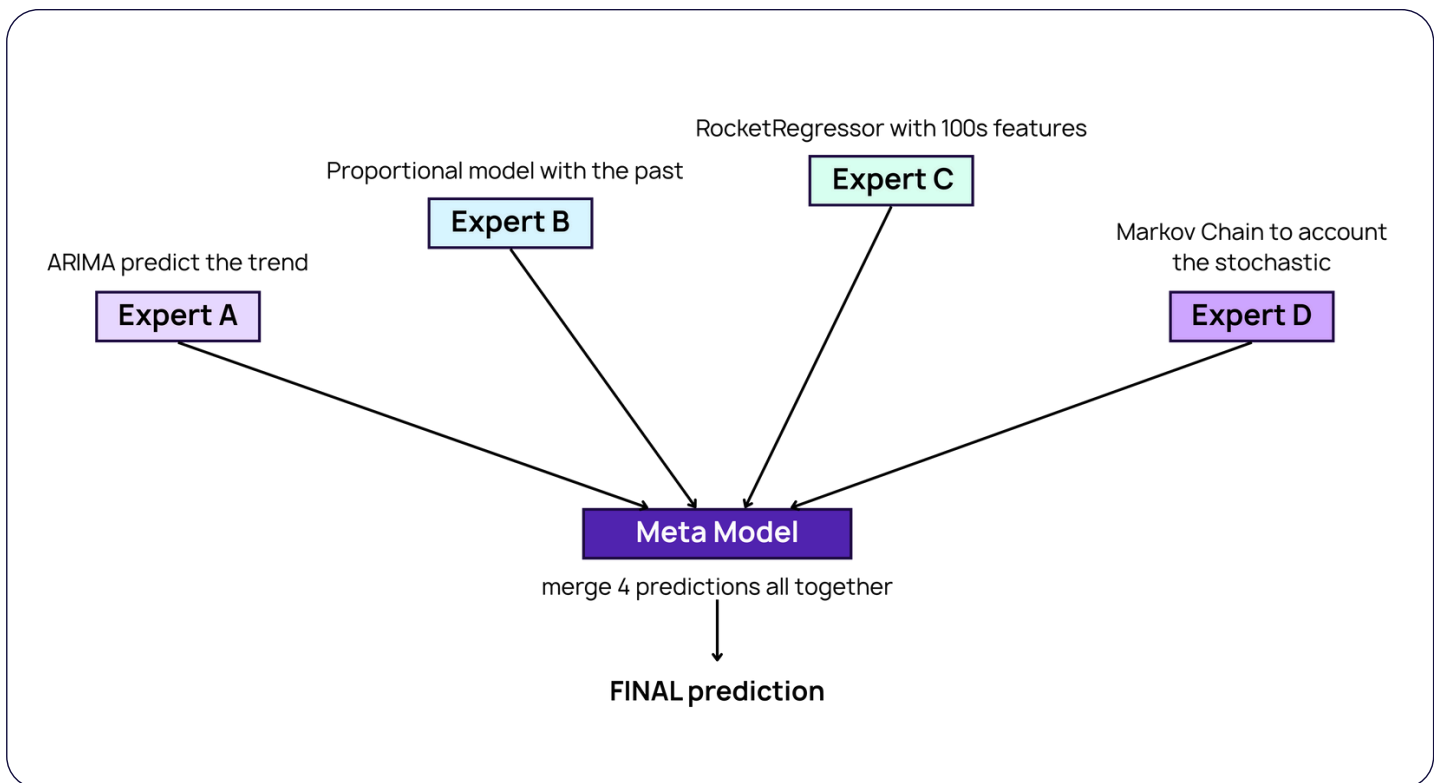 RocketRegressor with 100s features
Expert C
Proportional model with the past
Expert B
Markov Chain to account
the stochastic
Expert D
ARIMA predict the trend
Expert A
Meta Model
merge 4 predictions all together
FINAL prediction